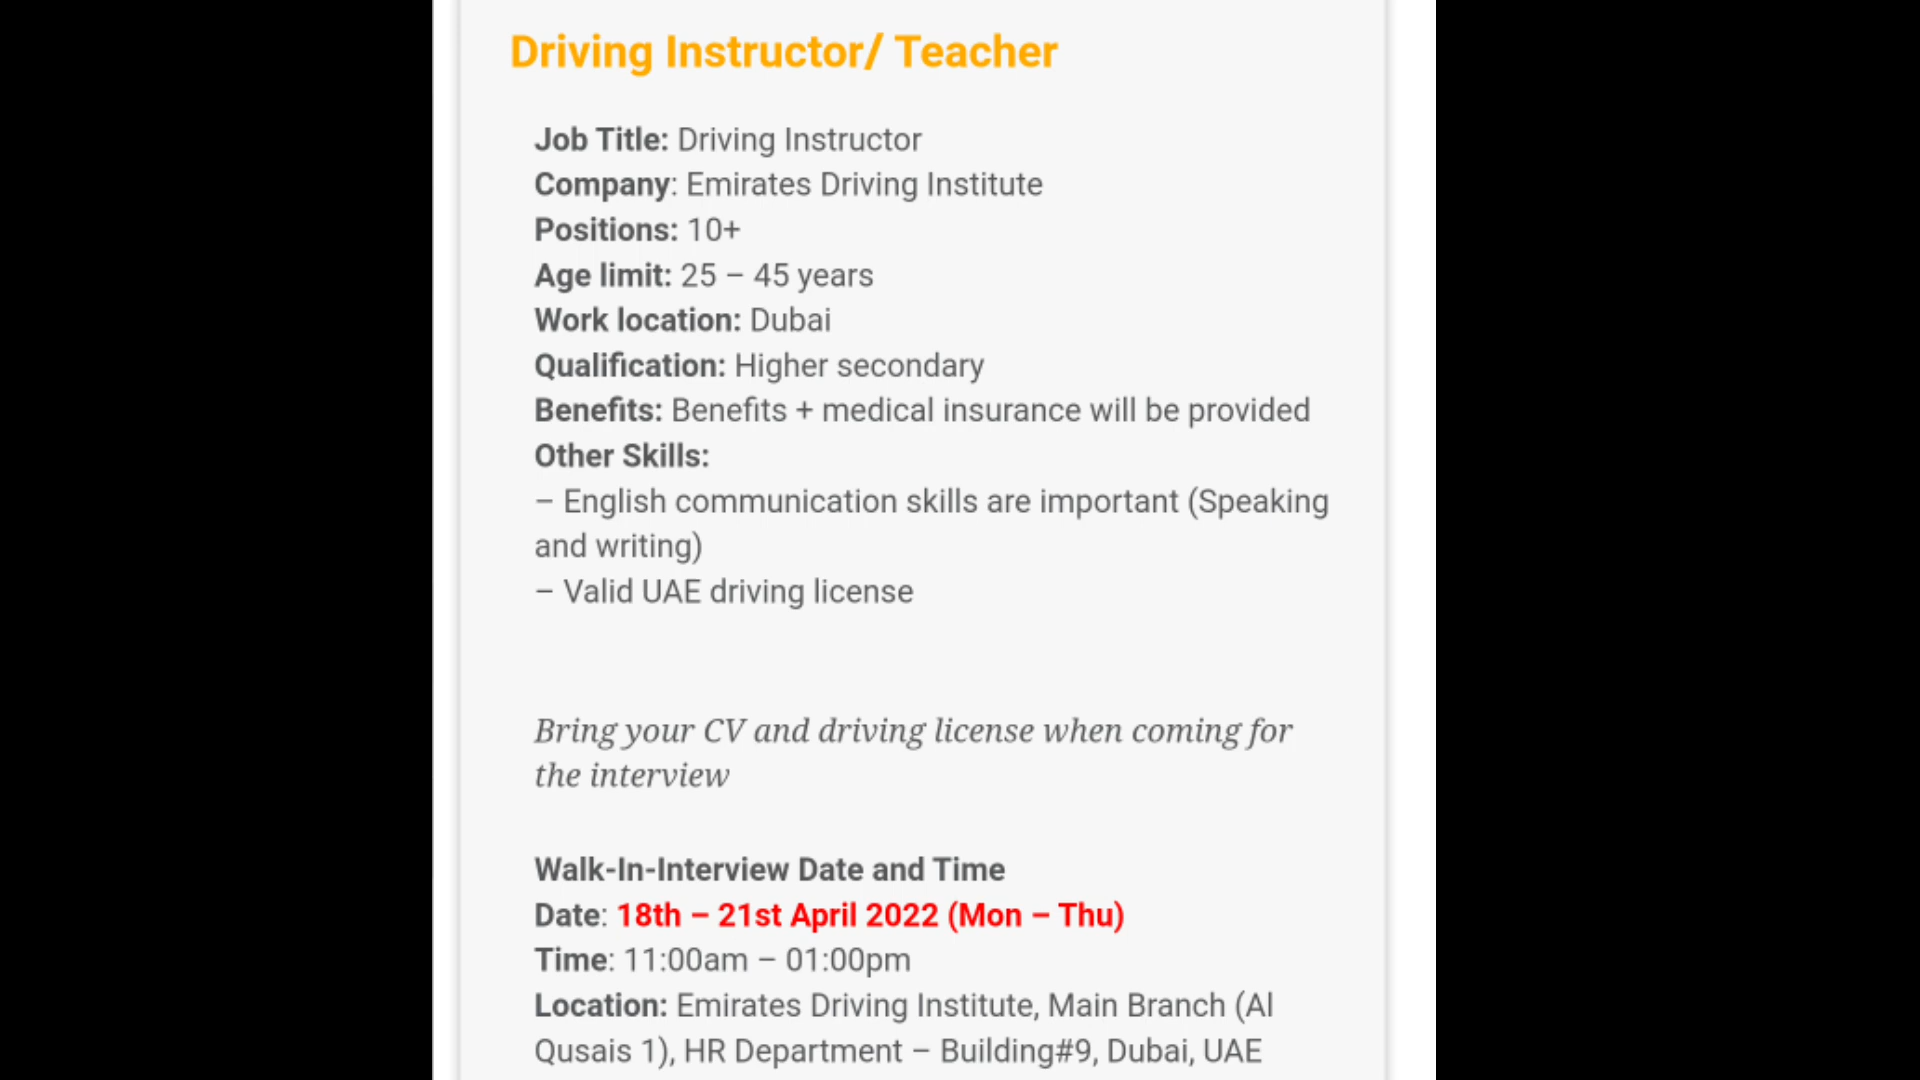 Driving Instructor/ Teacher
Job Title: Driving Instructor
Company: Emirates Driving Institute
Positions: 10+
Age limit: 25 – 45 years
Work location: Dubai
Qualification: Higher secondary
Benefits: Benefits + medical insurance will be provided
Other Skills:
– English communication skills are important (Speaking
and writing)
– Valid UAE driving license
Bring your CV and driving license when coming for
the interview
Walk-In-Interview Date and Time
Date: 18th – 21st April 2022 (Mon – Thu)
Time: 11:00am – 01:00pm
Location: Emirates Driving Institute, Main Branch (Al
Qusais 1), HR Department – Building#9, Dubai, UAE